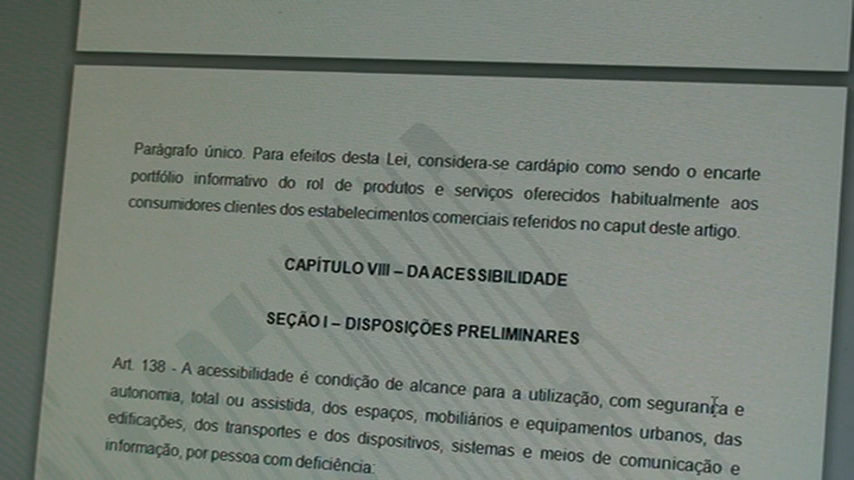 Parágrafo único. Para efeitos desta Lei, considera-se cardápio como sendo o encarte
portfólio informativo do rol de produtos e serviços oferecidos habitualmente aos
consumidores clientes dos estabelecimentos comerciais referidos no caput deste artigo.
CAPÍTULO VIII – DA ACESSIBILIDADE
SEÇÃO I – DISPOSIÇÕES PRELIMINARES
Art. 138 - A acessibilidade é condição de alcance para a utilização, com segurança e
autonomia, total ou assistida, dos espaços, mobiliários e equipamentos urbanos, das
edificações, dos transportes e dos dispositivos, sistemas e meios de comunicação e
informação, por pessoa com deficiência: